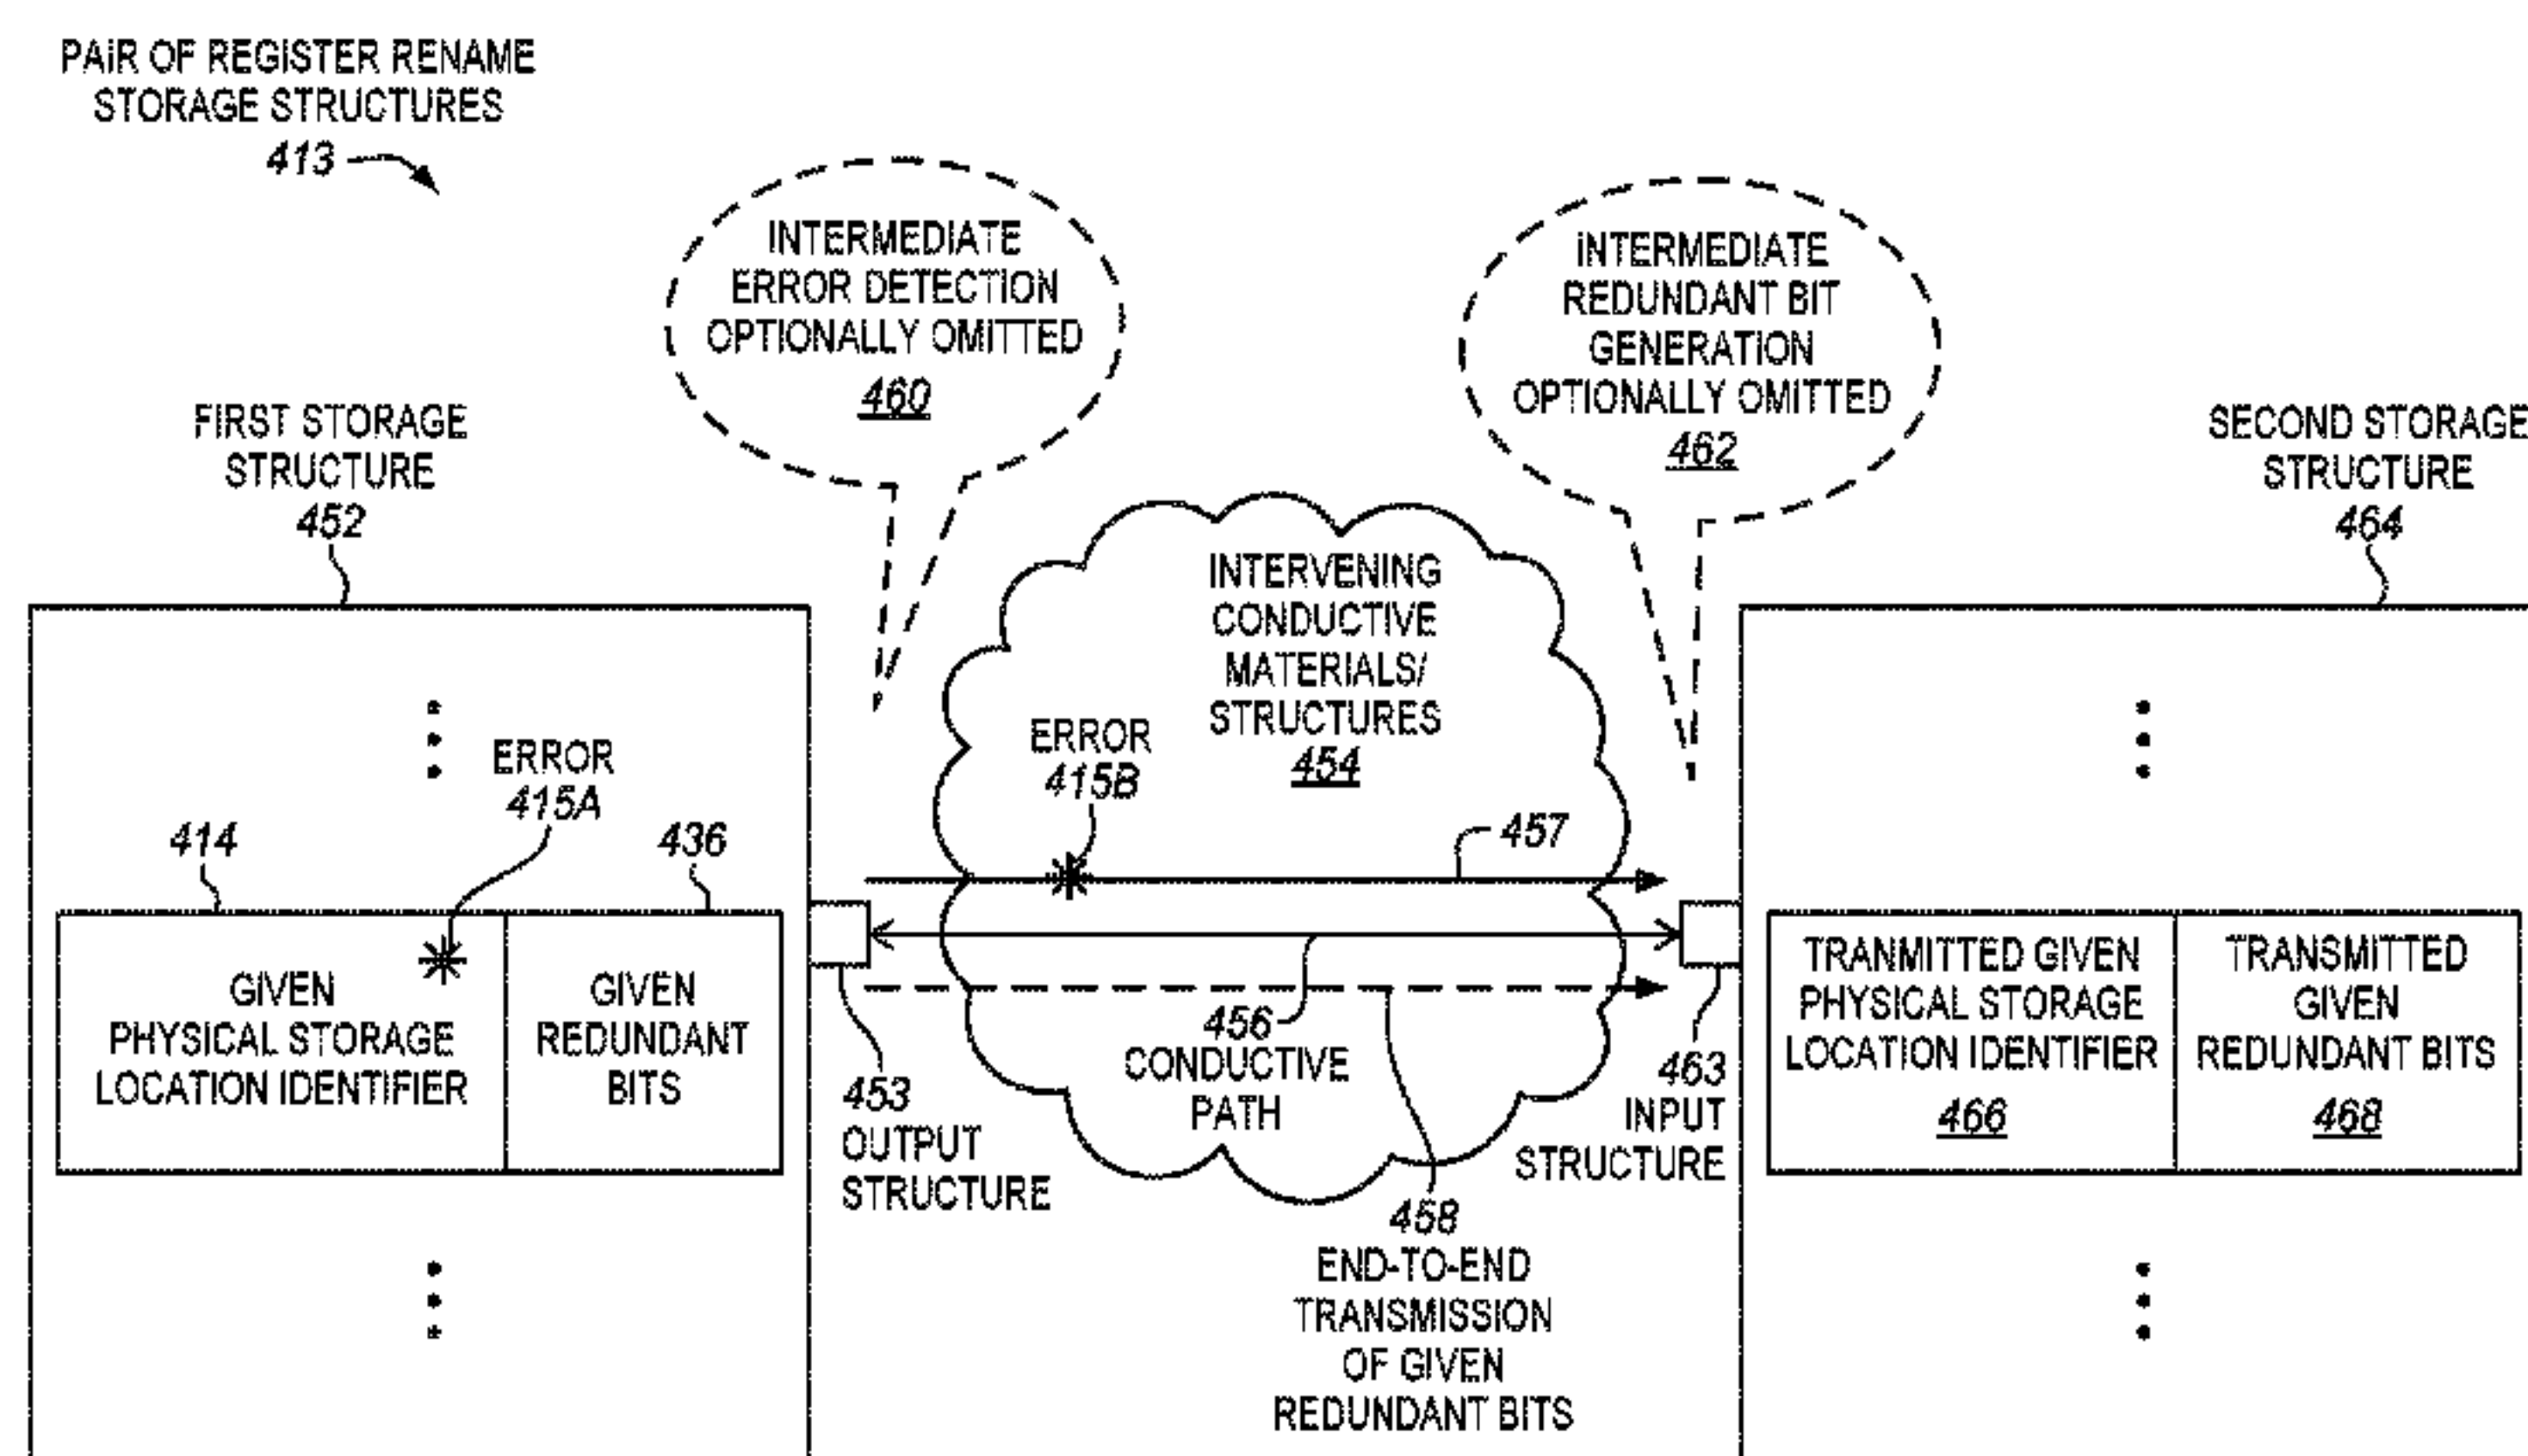 PAIR OF REGISTER RENAME
STORAGE STRUCTURES
413
INTERMEDIATE
ERROR DETECTION
OPTIONALLY OMITTED
460
INTERMEDIATE
REDUNDANT BIT
GENERATION
OPTIONALLY OMITTED
462
FIRST STORAGE
STRUCTURE
452
SECOND STORAGE
STRUCTURE
464
INTERVENING
CONDUCTIVE
MATERIALS/
STRUCTURES
454
ERROR
415A
ERROR
415B
414
436
457
GIVEN
PHYSICAL STORAGE
LOCATION IDENTIFIER
GIVEN
REDUNDANT
BITS
453
OUTPUT
STRUCTURE
456
CONDUCTIVE
PATH
463
INPUT
STRUCTURE
458
END-TO-END
TRANSMISSION
OF GIVEN
REDUNDANT BITS
TRANMITTED GIVEN
PHYSICAL STORAGE
LOCATION IDENTIFIER
466
TRANSMITTED
GIVEN
REDUNDANT BITS
468